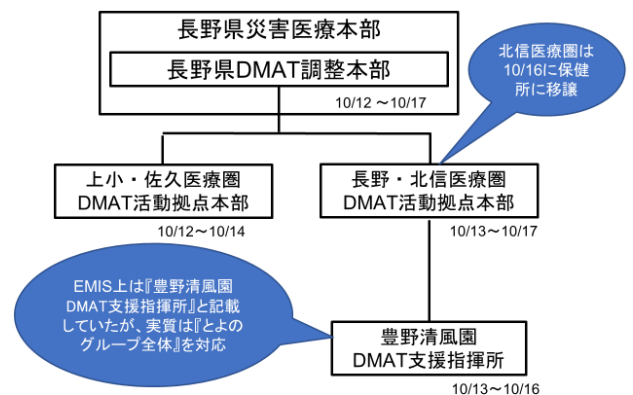 長野県災害医療本部
長野県DMAT調整本部
10/12 ～10/17
北信医療圏は
10/16に保健
所に移譲
上小・佐久医療圏
DMAT活動拠点本部
10/12～10/14
長野・北信医療圏
DMAT活動拠点本部
10/13～10/17
EMIS上は『豊野清風園
DMAT支援指揮所』と記載
していたが、実質は『とよの
グループ全体』を対応
豊野清風園
DMAT支援指揮所
10/13～10/16